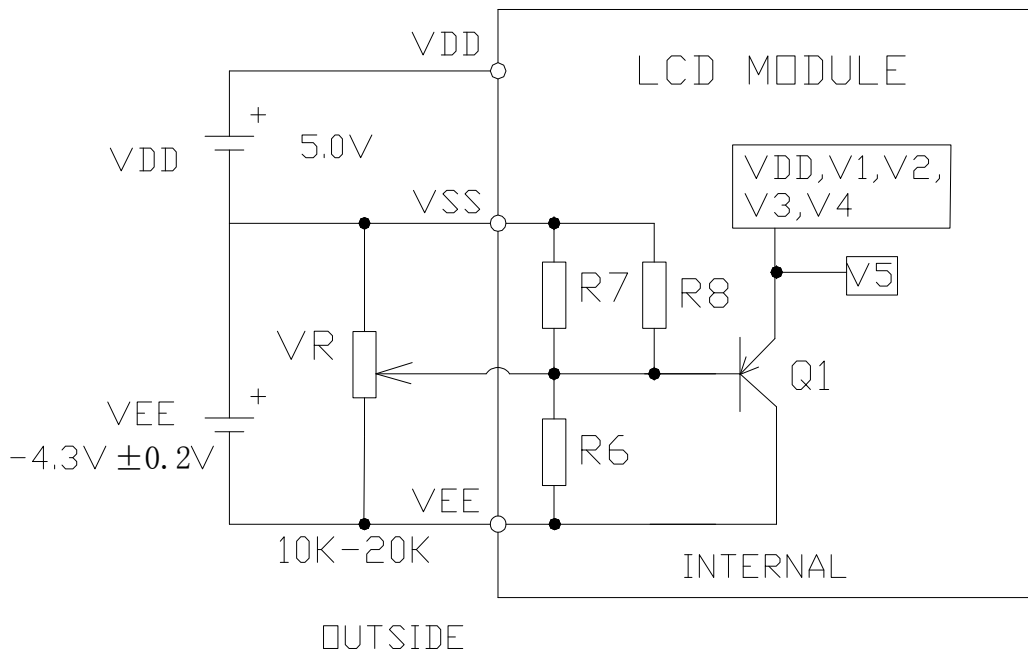 VDD
LCD MODULE
+
VDD
5.0V
VDD,V1,V2,
V3,V4
VSS
V5
R7
R8
VR
Q1
+
VEE
-4.3V ±0.2V
R6
VEE
10K-20K
INTERNAL
OUTSIDE